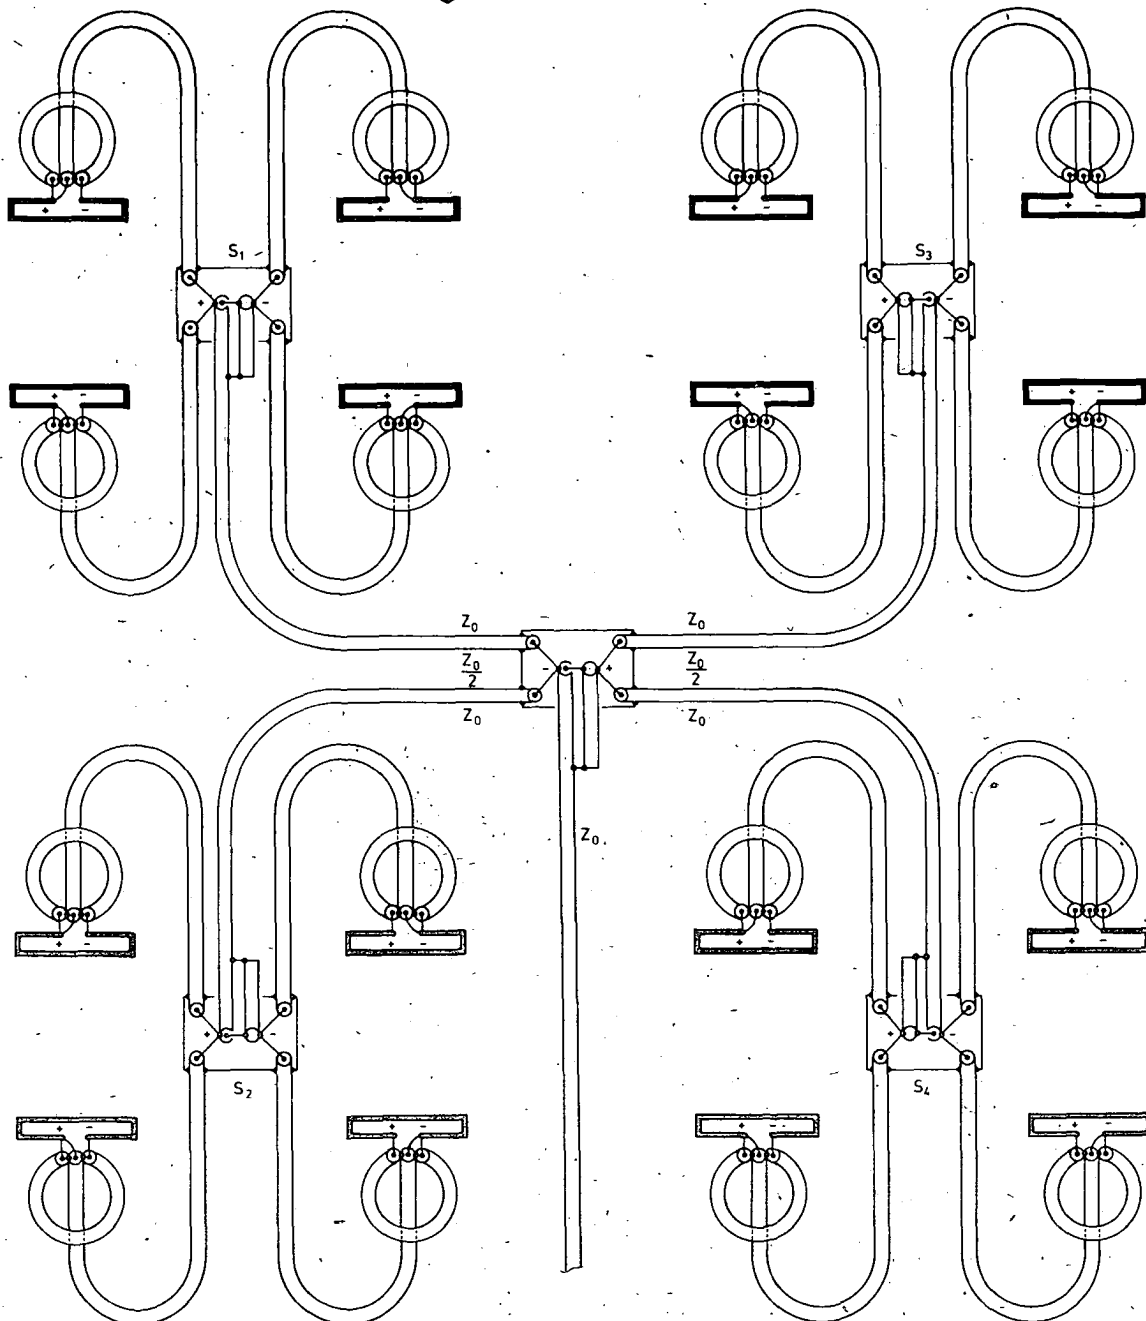 + -
+ -
+ -
+ -
S₁
S₃
+ -
+ -
+ -
+ -
+ -
+ -
Z₀
Z₀
Z₀/2
- +
Z₀/2
Z₀
Z₀
Z₀
+ -
+ -
+ -
+ -
+ -
+ -
S₂
S₄
+ -
+ -
+ -
+ -